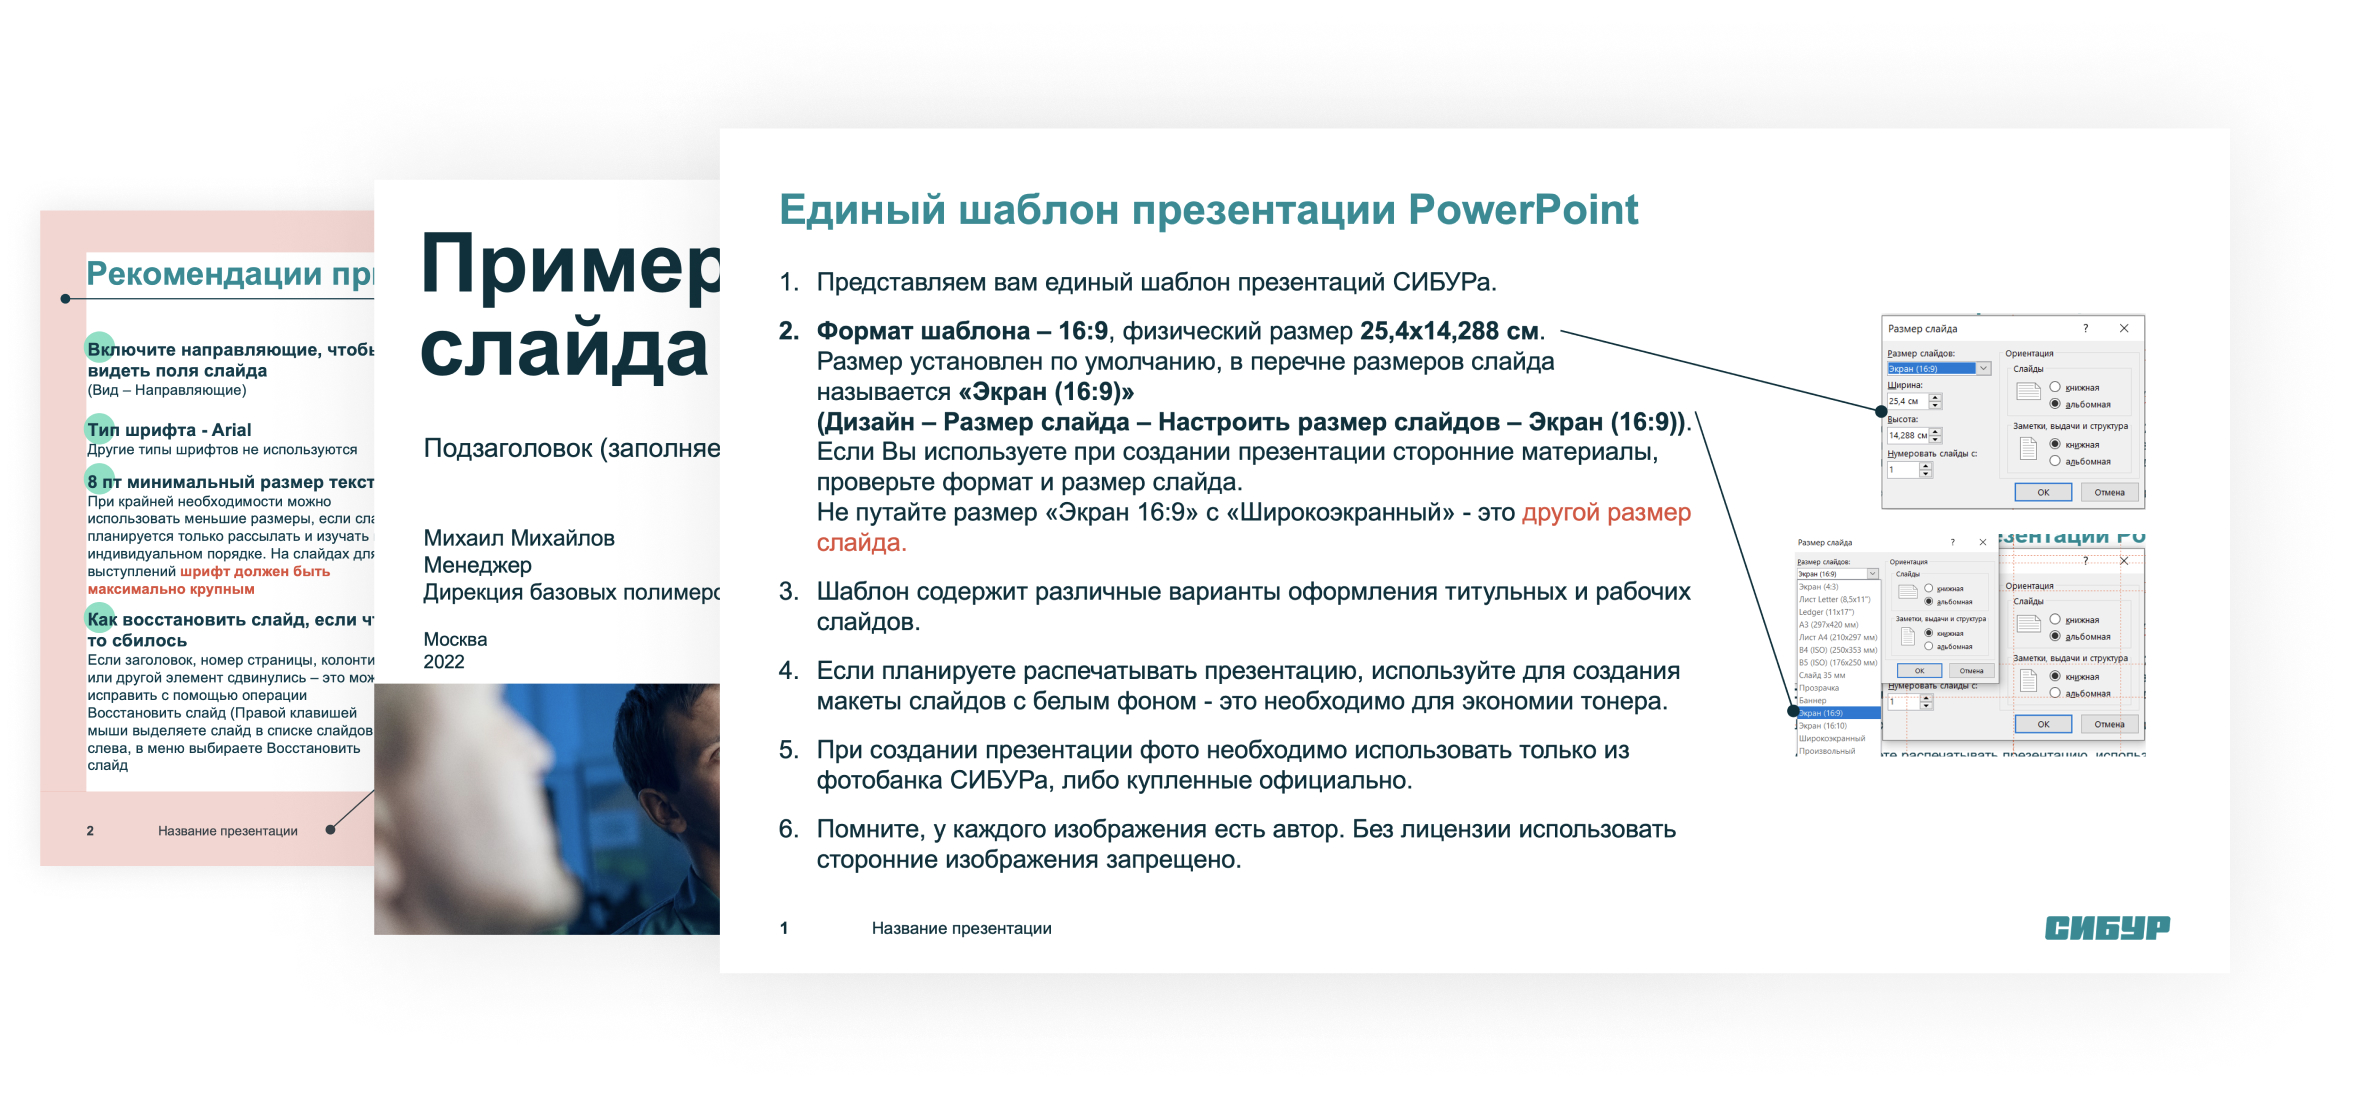 Рекомендации
Включите направляющие,
видеть поля слайда
(Вид – Направляющие)
Тип шрифта - Arial
Другие типы шрифтов не используются
8 пт минимальный размер
При крайней необходимости можно
использовать меньшие размеры, если
планируется только рассылать и изучать
индивидуальном порядке. На слайдах для
выступлений шрифт должен быть
максимально крупным
Как восстановить слайд, если
то сбилось
Если заголовок, номер страницы,
или другой элемент сдвинулись – это
исправить с помощью операции
Восстановить слайд (Правой клавишей
мыши выделяете слайд в списке слайдов
слева, в меню выбираете Восстановить
слайд
2 Название презентации
Пример
слайда
Подзаголовок
Михаил Михайлов
Менеджер
Дирекция базовых
Москва
2022
Единый шаблон презентации PowerPoint
1. Представляем вам единый шаблон презентаций СИБУРа.
2. Формат шаблона – 16:9, физический размер 25,4х14,288 см.
Размер установлен по умолчанию, в перечне размеров слайда
называется «Экран (16:9)»
(Дизайн – Размер слайда – Настроить размер слайдов – Экран (16:9)).
Если Вы используете при создании презентации сторонние материалы,
проверьте формат и размер слайда.
Не путайте размер «Экран 16:9» с «Широкоэкранный» - это другой размер
слайда.
3. Шаблон содержит различные варианты оформления титульных и рабочих
слайдов.
4. Если планируете распечатывать презентацию, используйте для создания
макеты слайдов с белым фоном - это необходимо для экономии тонера.
5. При создании презентации фото необходимо использовать только из
фотобанка СИБУРа, либо купленные официально.
6. Помните, у каждого изображения есть автор. Без лицензии использовать
сторонние изображения запрещено.
1 Название презентации
СИБУР
Размер слайда ?
Размер слайдов:
Экран (16:9)
Ширина:
25,4 см
Высота:
14,288 см
Нумеровать слайды с:
1
Ориентация
Слайды
книжная
альбомная
Заметки, выдачи и структура
книжная
альбомная
ОК Отмена
Размер слайда ?
Размер слайдов:
Экран (16:9)
Экран (4:3)
Лист Letter (8,5x11")
Ledger (11x17")
A3 (297x420 мм)
Лист A4 (210x297 мм)
B4 (ISO) (250x353 мм)
B5 (ISO) (176x250 мм)
Слайд 35 мм
Прозрачка
Баннер
Экран (16:9)
Экран (16:10)
Широкоэкранный
Произвольный
Ориентация
Слайды
книжная
альбомная
Заметки, выдачи и структура
книжная
альбомная
ОК Отмена
?
Ориентация
Слайды
книжная
альбомная
Заметки, выдачи и структура
книжная
альбомная
Нумеровать слайды с:
1
ОК Отмена